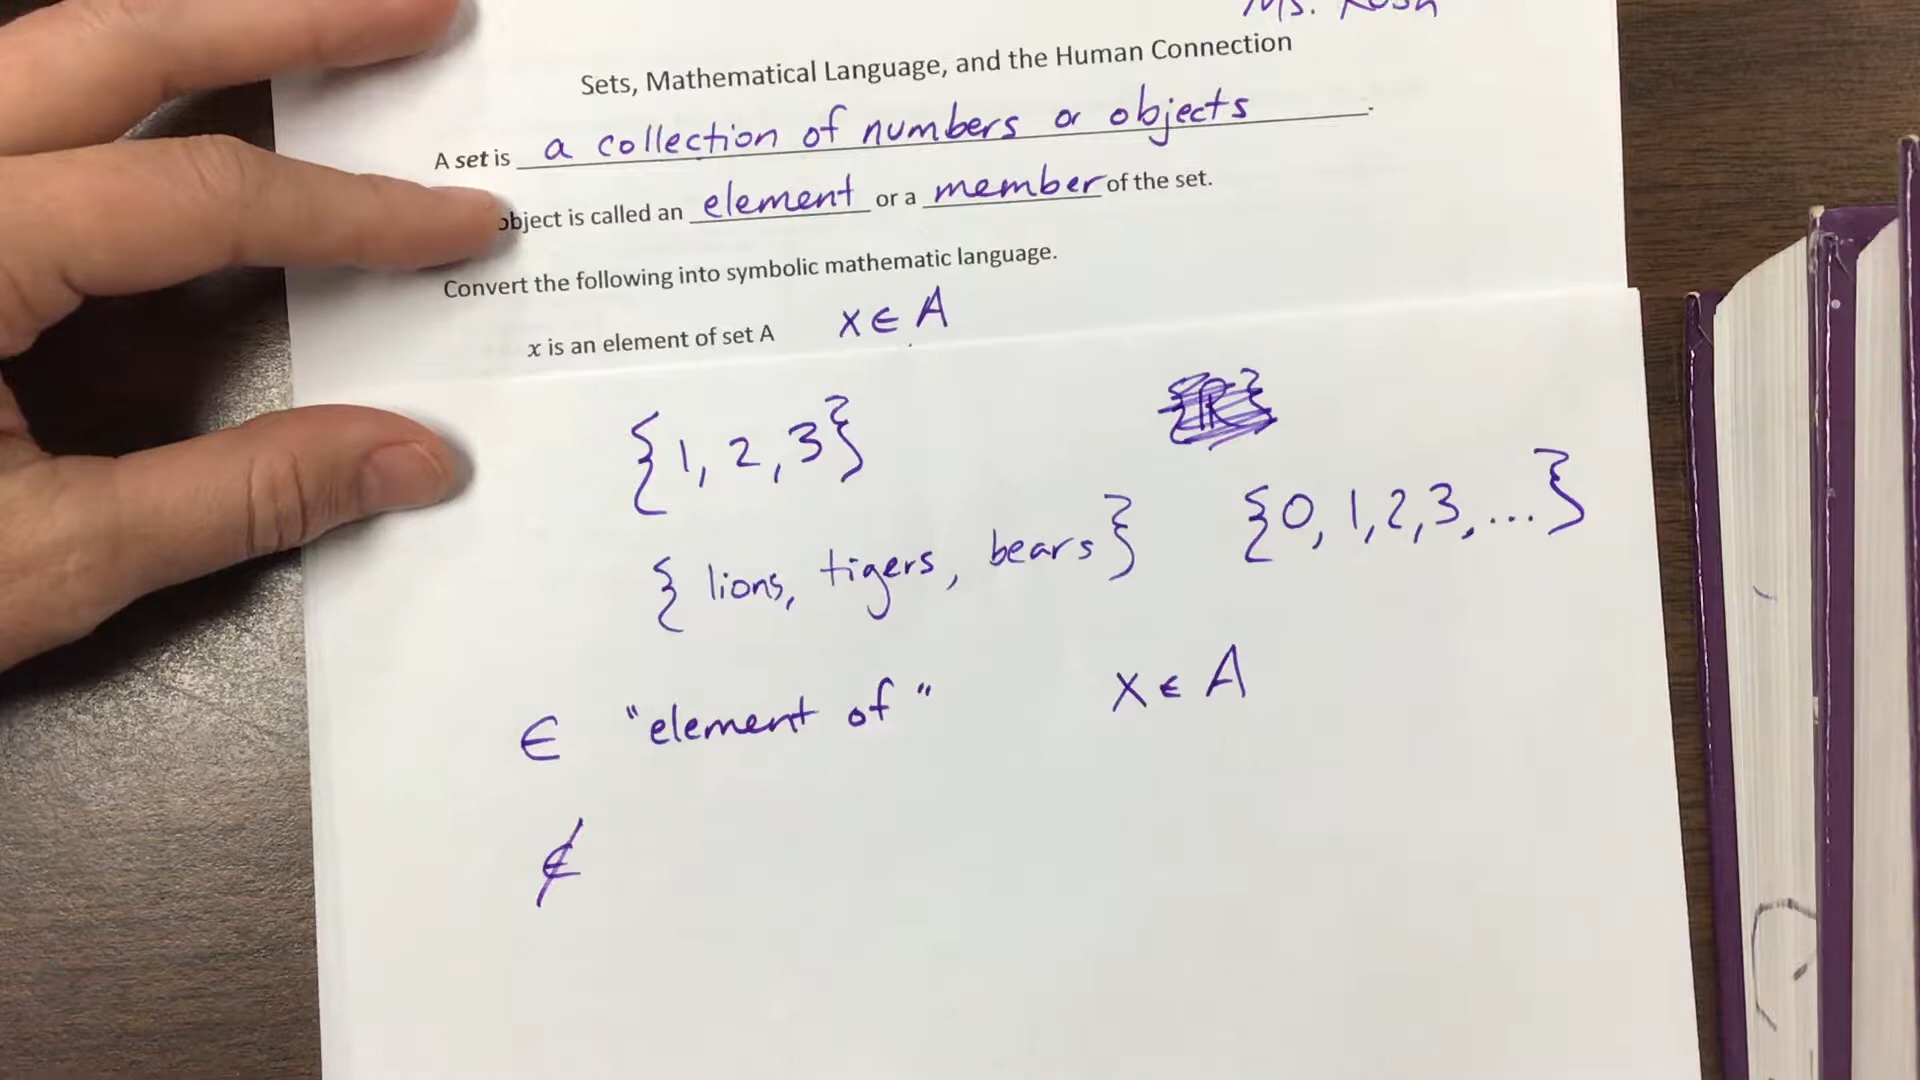 Ms.
Sets, Mathematical Language, and the Human Connection
A set is a collection of numbers or objects.
object is called an element or a member of the set.
Convert the following into symbolic mathematic language.
x is an element of set A x ∈ A
{1, 2, 3}
{0, 1, 2, 3, ...}
{lions, tigers, bears}
∈ "element of" x ∈ A
∉